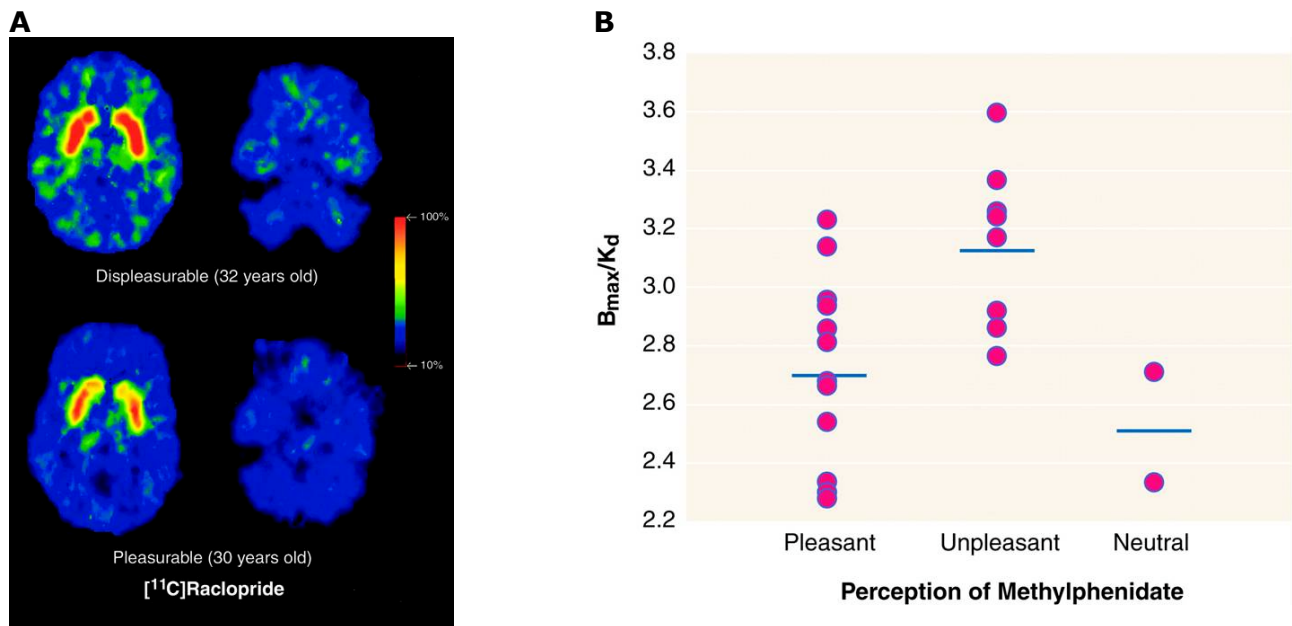 A
← 100%
← 10%
Displeasurable (32 years old)
Pleasurable (30 years old)
[¹¹C]Raclopride
B
3.8
3.6
3.4
3.2
3.0
2.8
2.6
2.4
2.2
Bmax/Kd
Pleasant Unpleasant Neutral
Perception of Methylphenidate